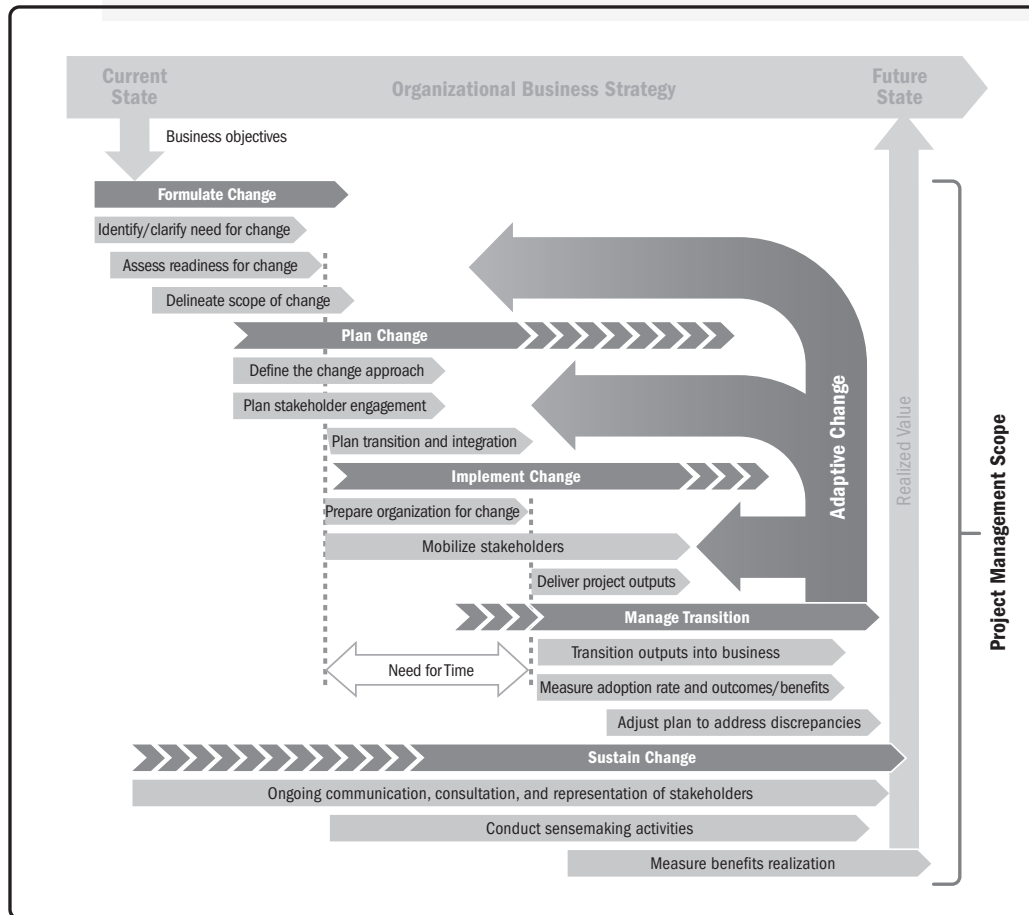 Current
State
Organizational Business Strategy
Future
State
Business objectives
Formulate Change
Identify/clarify need for change
Assess readiness for change
Delineate scope of change
Plan Change
Define the change approach
Plan stakeholder engagement
Plan transition and integration
Implement Change
Prepare organization for change
Mobilize stakeholders
Deliver project outputs
Manage Transition
Transition outputs into business
Need for Time
Measure adoption rate and outcomes/benefits
Adjust plan to address discrepancies
Sustain Change
Ongoing communication, consultation, and representation of stakeholders
Conduct sensemaking activities
Measure benefits realization
Adaptive Change
Realized Value
Project Management Scope